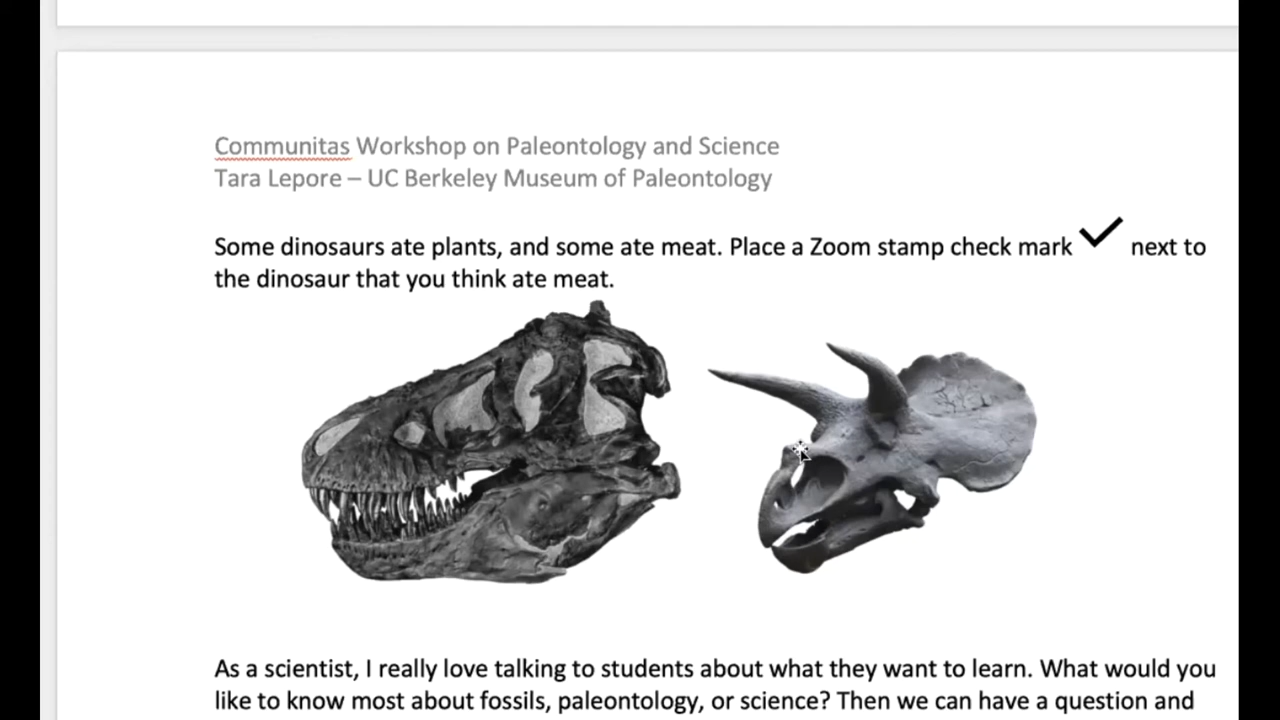 Communitas Workshop on Paleontology and Science
Tara Lepore – UC Berkeley Museum of Paleontology
Some dinosaurs ate plants, and some ate meat. Place a Zoom stamp check mark ✓ next to
the dinosaur that you think ate meat.
As a scientist, I really love talking to students about what they want to learn. What would you
like to know most about fossils, paleontology, or science? Then we can have a question and